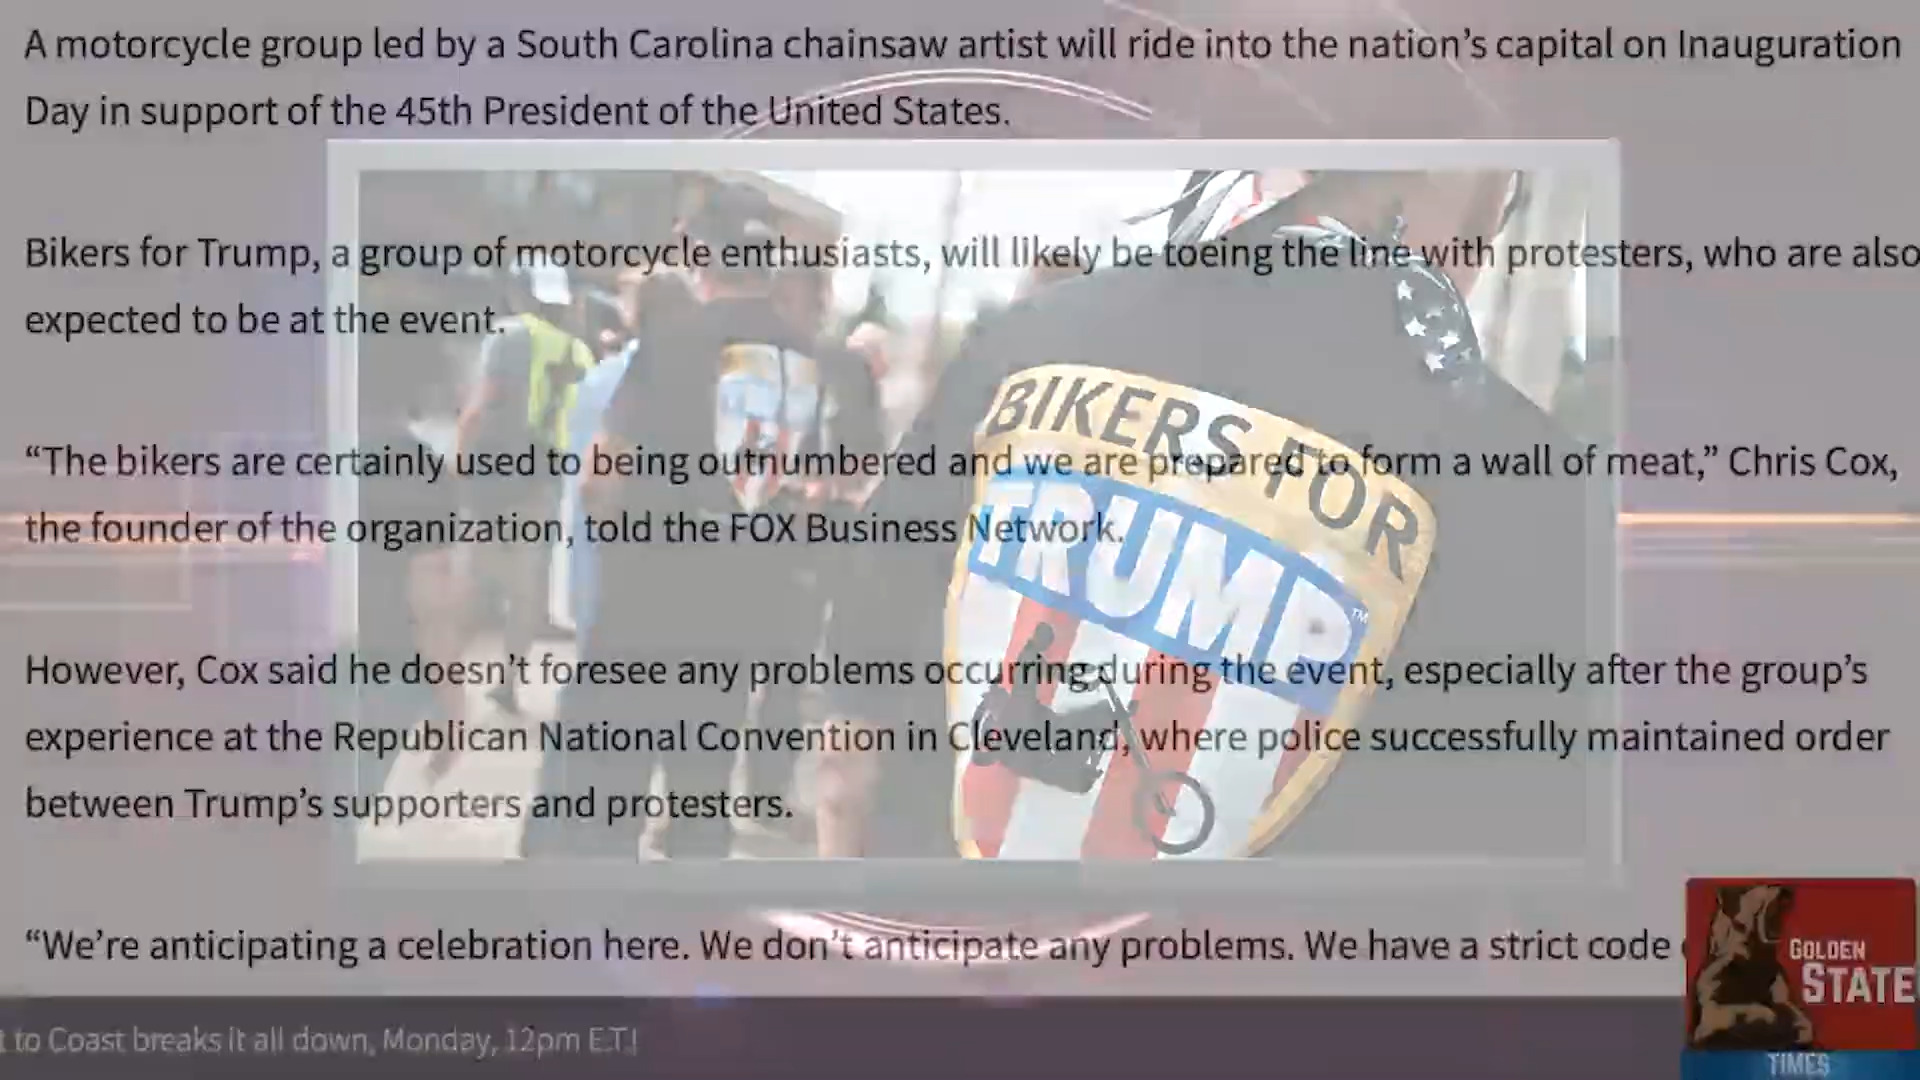 A motorcycle group led by a South Carolina chainsaw artist will ride into the nation’s capital on Inauguration
Day in support of the 45th President of the United States.
Bikers for Trump, a group of motorcycle enthusiasts, will likely be toeing the line with protesters, who are also
expected to be at the event.
“The bikers are certainly used to being outnumbered and we are prepared to form a wall of meat,” Chris Cox,
the founder of the organization, told the FOX Business Network.
However, Cox said he doesn’t foresee any problems occurring during the event, especially after the group’s
experience at the Republican National Convention in Cleveland, where police successfully maintained order
between Trump’s supporters and protesters.
“We’re anticipating a celebration here. We don’t anticipate any problems. We have a strict code
BIKERS FOR
TRUMP™
GOLDEN
STATE
TIMES
to Coast breaks it all down, Monday, 12pm E.T.!